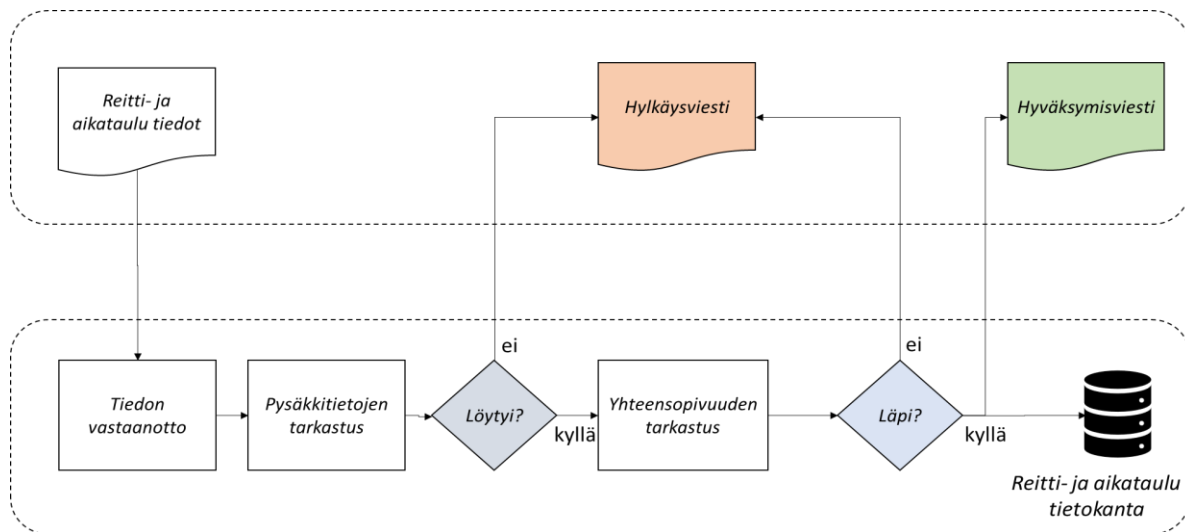 Reitti- ja
aikataulu tiedot
Hylkäysviesti
Hyväksymisviesti
ei
ei
Tiedon
vastaanotto
Pysäkkitietojen
tarkastus
Löytyi?
kyllä
Yhteensopivuuden
tarkastus
Läpi?
kyllä
Reitti- ja aikataulu
tietokanta